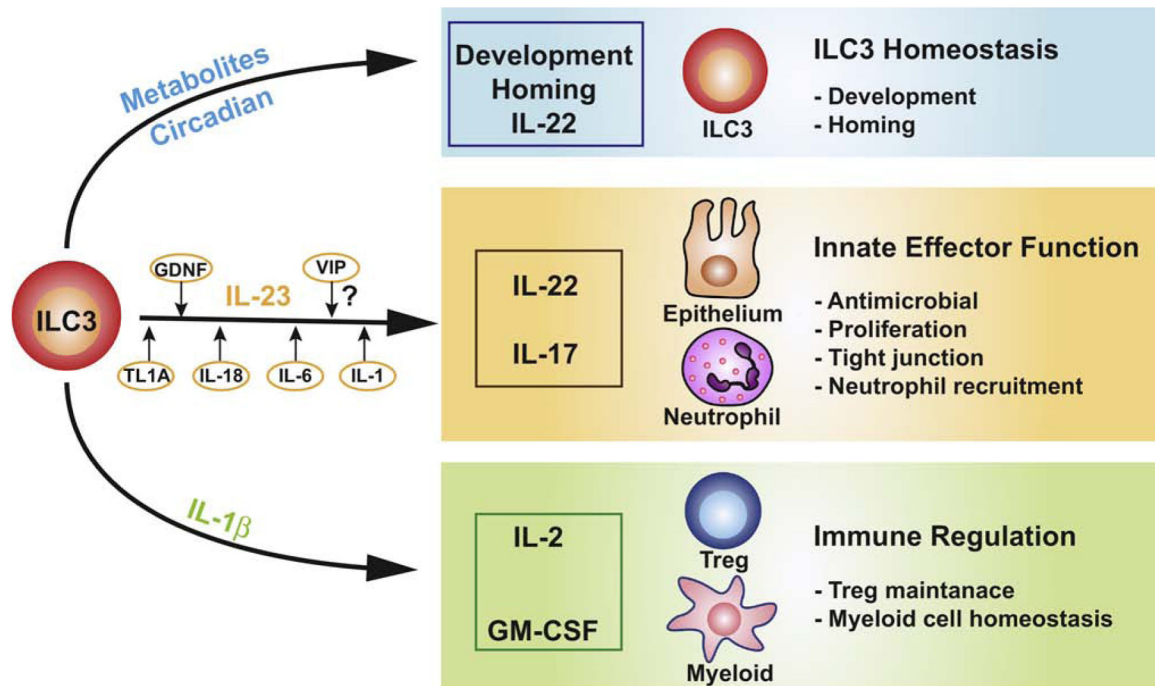 Metabolites
Circadian
Development
Homing
IL-22
ILC3
ILC3 Homeostasis
- Development
- Homing
ILC3
GDNF
IL-23
VIP
?
TL1A
IL-18
IL-6
IL-1
IL-22
IL-17
Epithelium
Neutrophil
Innate Effector Function
- Antimicrobial
- Proliferation
- Tight junction
- Neutrophil recruitment
IL-1β
IL-2
GM-CSF
Treg
Myeloid
Immune Regulation
- Treg maintanace
- Myeloid cell homeostasis